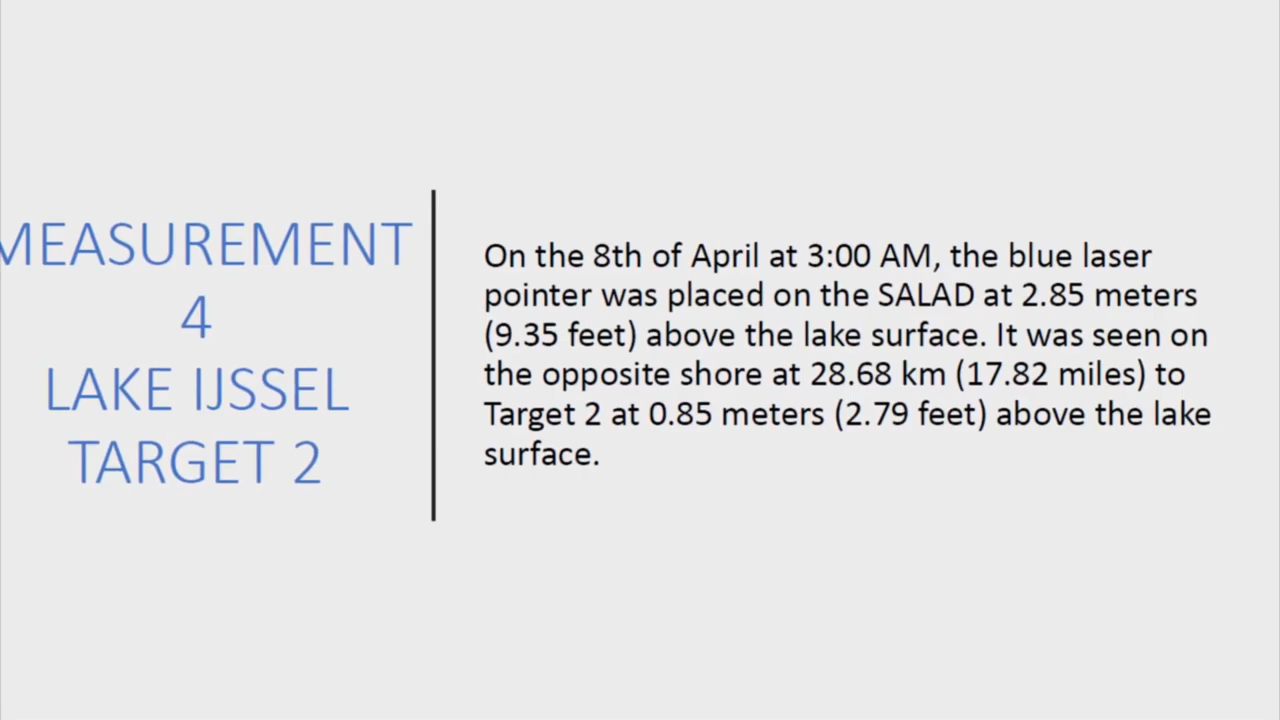 MEASUREMENT
4
LAKE IJSSEL
TARGET 2
On the 8th of April at 3:00 AM, the blue laser
pointer was placed on the SALAD at 2.85 meters
(9.35 feet) above the lake surface. It was seen on
the opposite shore at 28.68 km (17.82 miles) to
Target 2 at 0.85 meters (2.79 feet) above the lake
surface.